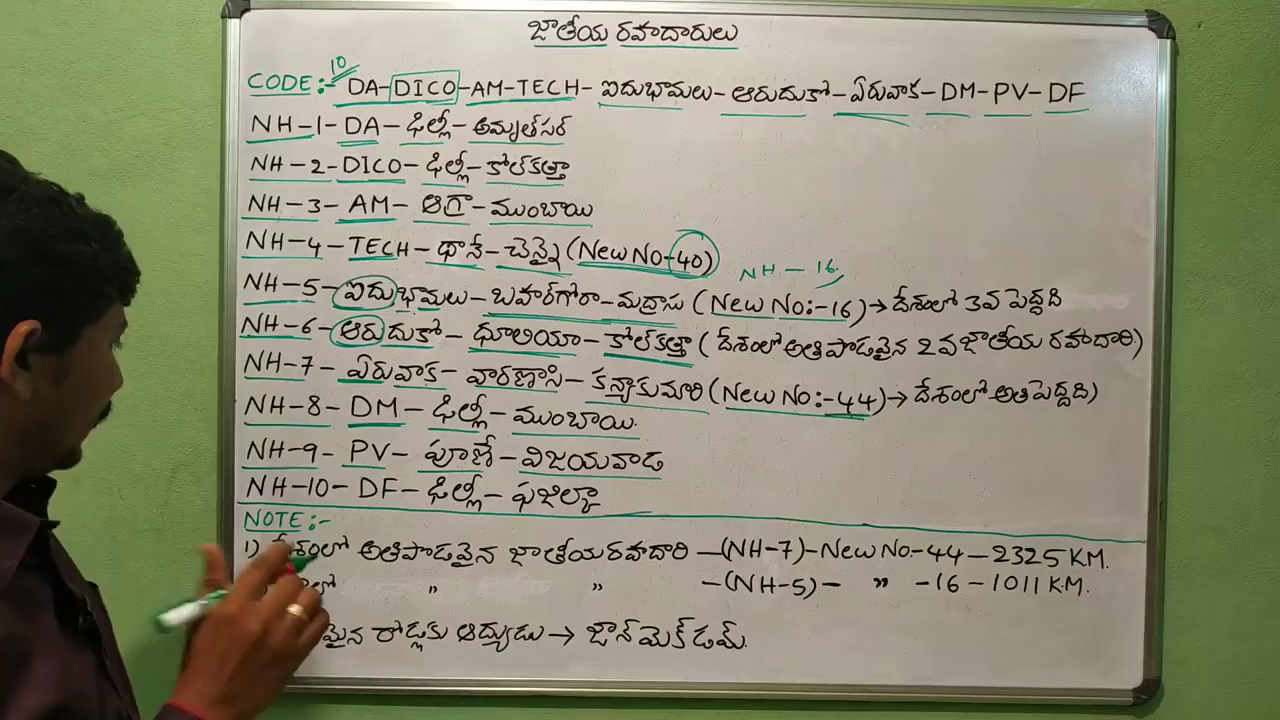 జాతీయ రహదారులు
CODE:- 10 DA-DICO-AM-TECH- ఐదుభామలు- ఆరుదుకో- ఏరువాక- DM- PV- DF
NH-1-DA- ఢిల్లీ- అమృత్‌సర్
NH-2-DICO- ఢిల్లీ- కోల్‌కత్తా
NH-3-AM- ఆగ్రా- ముంబాయి
NH-4-TECH- థానే- చెన్నై (New No-40)
NH-16
NH-5- ఐదుభామలు- బహార్‌గోరా- మద్రాసు (New No:-16)→ దేశంలో 3వ పెద్దది
NH-6- ఆరుదుకో- ధూలియా- కోల్‌కత్తా ( దేశంలో అతిపొడవైన 2వ జాతీయ రహదారి)
NH-7- ఏరువాక- వారణాసి- కన్యాకుమారి (New No:-44)→ దేశంలో అతిపెద్దది)
NH-8- DM- ఢిల్లీ- ముంబాయి.
NH-9- PV- పూణే- విజయవాడ
NH-10- DF- ఢిల్లీ- ఫజిల్కా
NOTE:-
1) దేశంలో అతిపొడవైన జాతీయరహదారి -(NH-7)-New No-44-2325 KM.
లో " " -(NH-5)- " -16-1011 K.M.
మైన రోడ్లకు ఆద్యుడు → జాన్ మెక్‌డమ్.